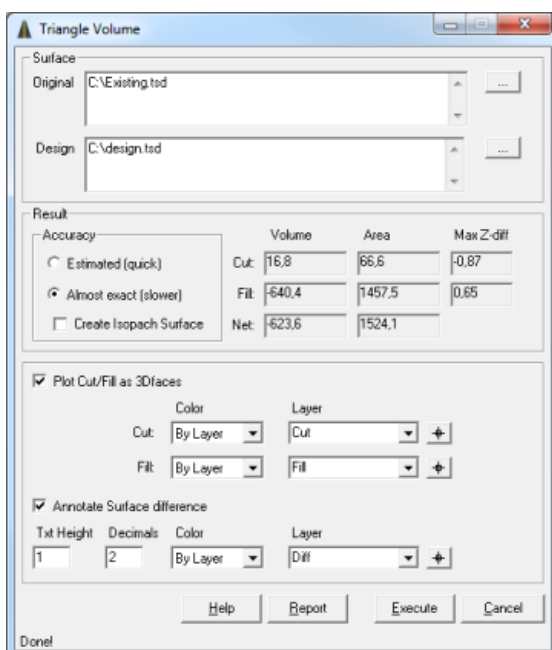 Triangle Volume
Surface
Original C:\Existing.tsd ...
Design C:\design.tsd ...
Result
Accuracy Volume Area Max Z-diff
Estimated (quick) Cut: 16,8 66,6 -0,87
Almost exact (slower) Fill: -640,4 1457,5 0,65
Create Isopach Surface Net: -623,6 1524,1
Plot Cut/Fill as 3Dfaces
Color Layer
Cut: By Layer Cut
Fill: By Layer Fill
Annotate Surface difference
Txt Height Decimals Color Layer
1 2 By Layer Diff
Help Report Execute Cancel
Done!